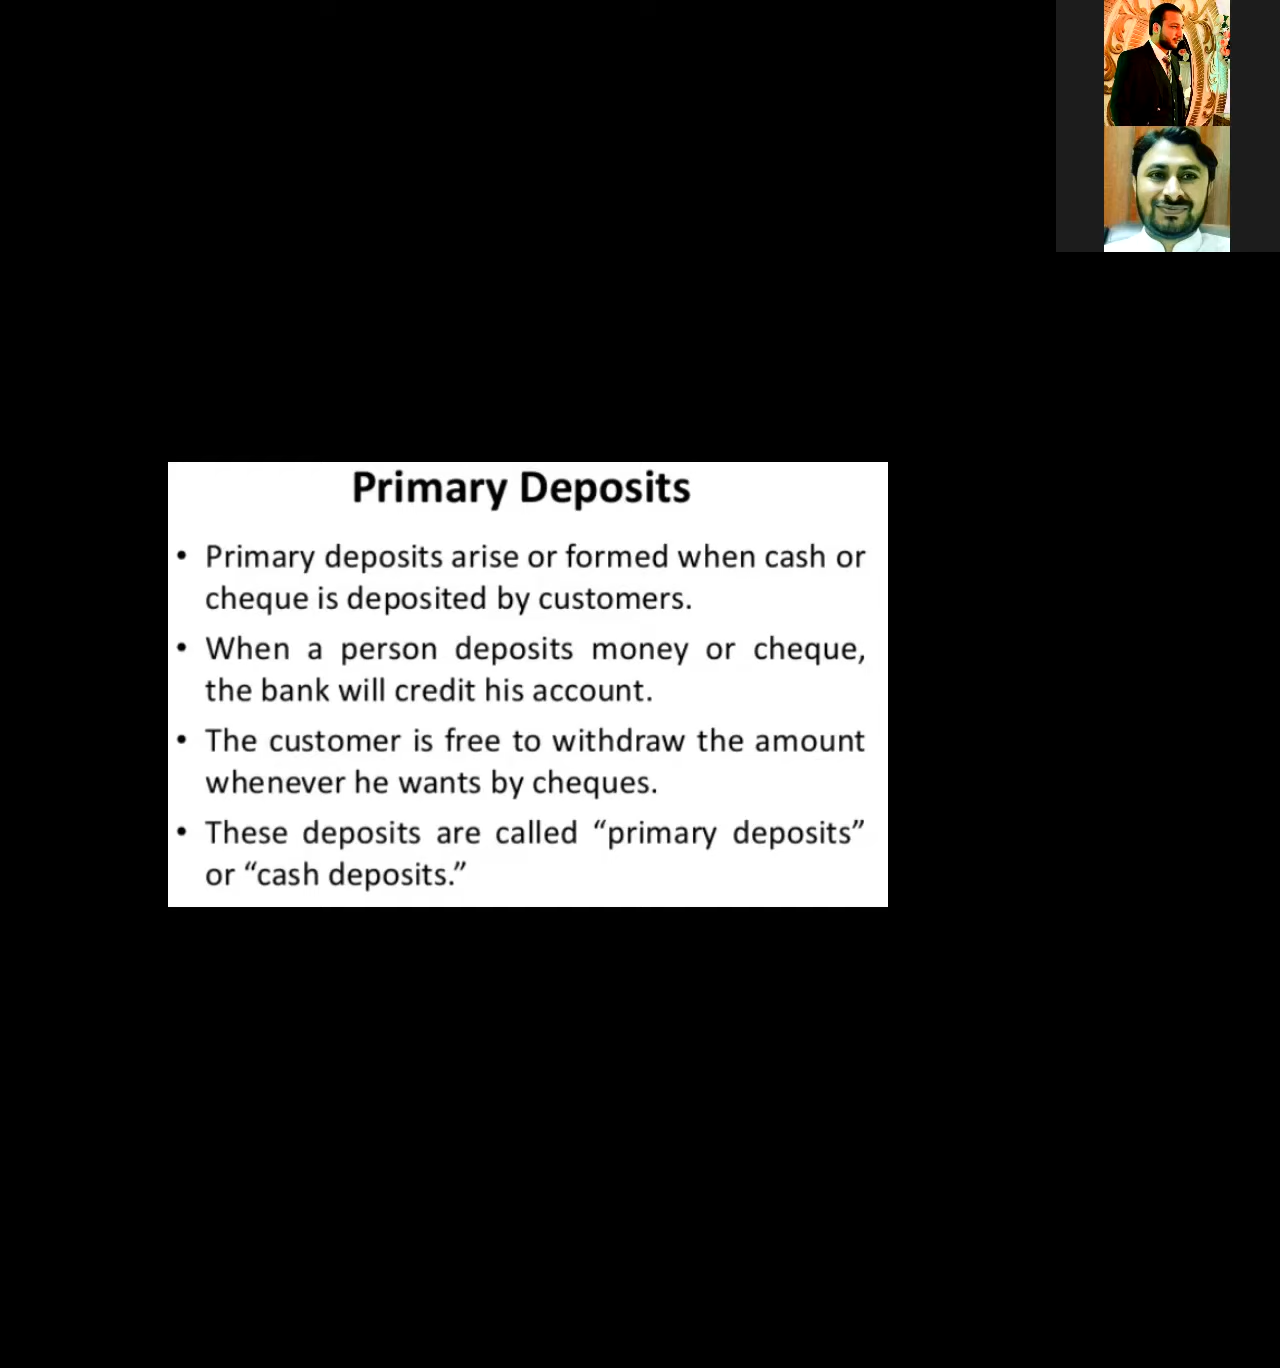 Primary Deposits
• Primary deposits arise or formed when cash or
cheque is deposited by customers.
• When a person deposits money or cheque,
the bank will credit his account.
• The customer is free to withdraw the amount
whenever he wants by cheques.
• These deposits are called “primary deposits”
or “cash deposits.”